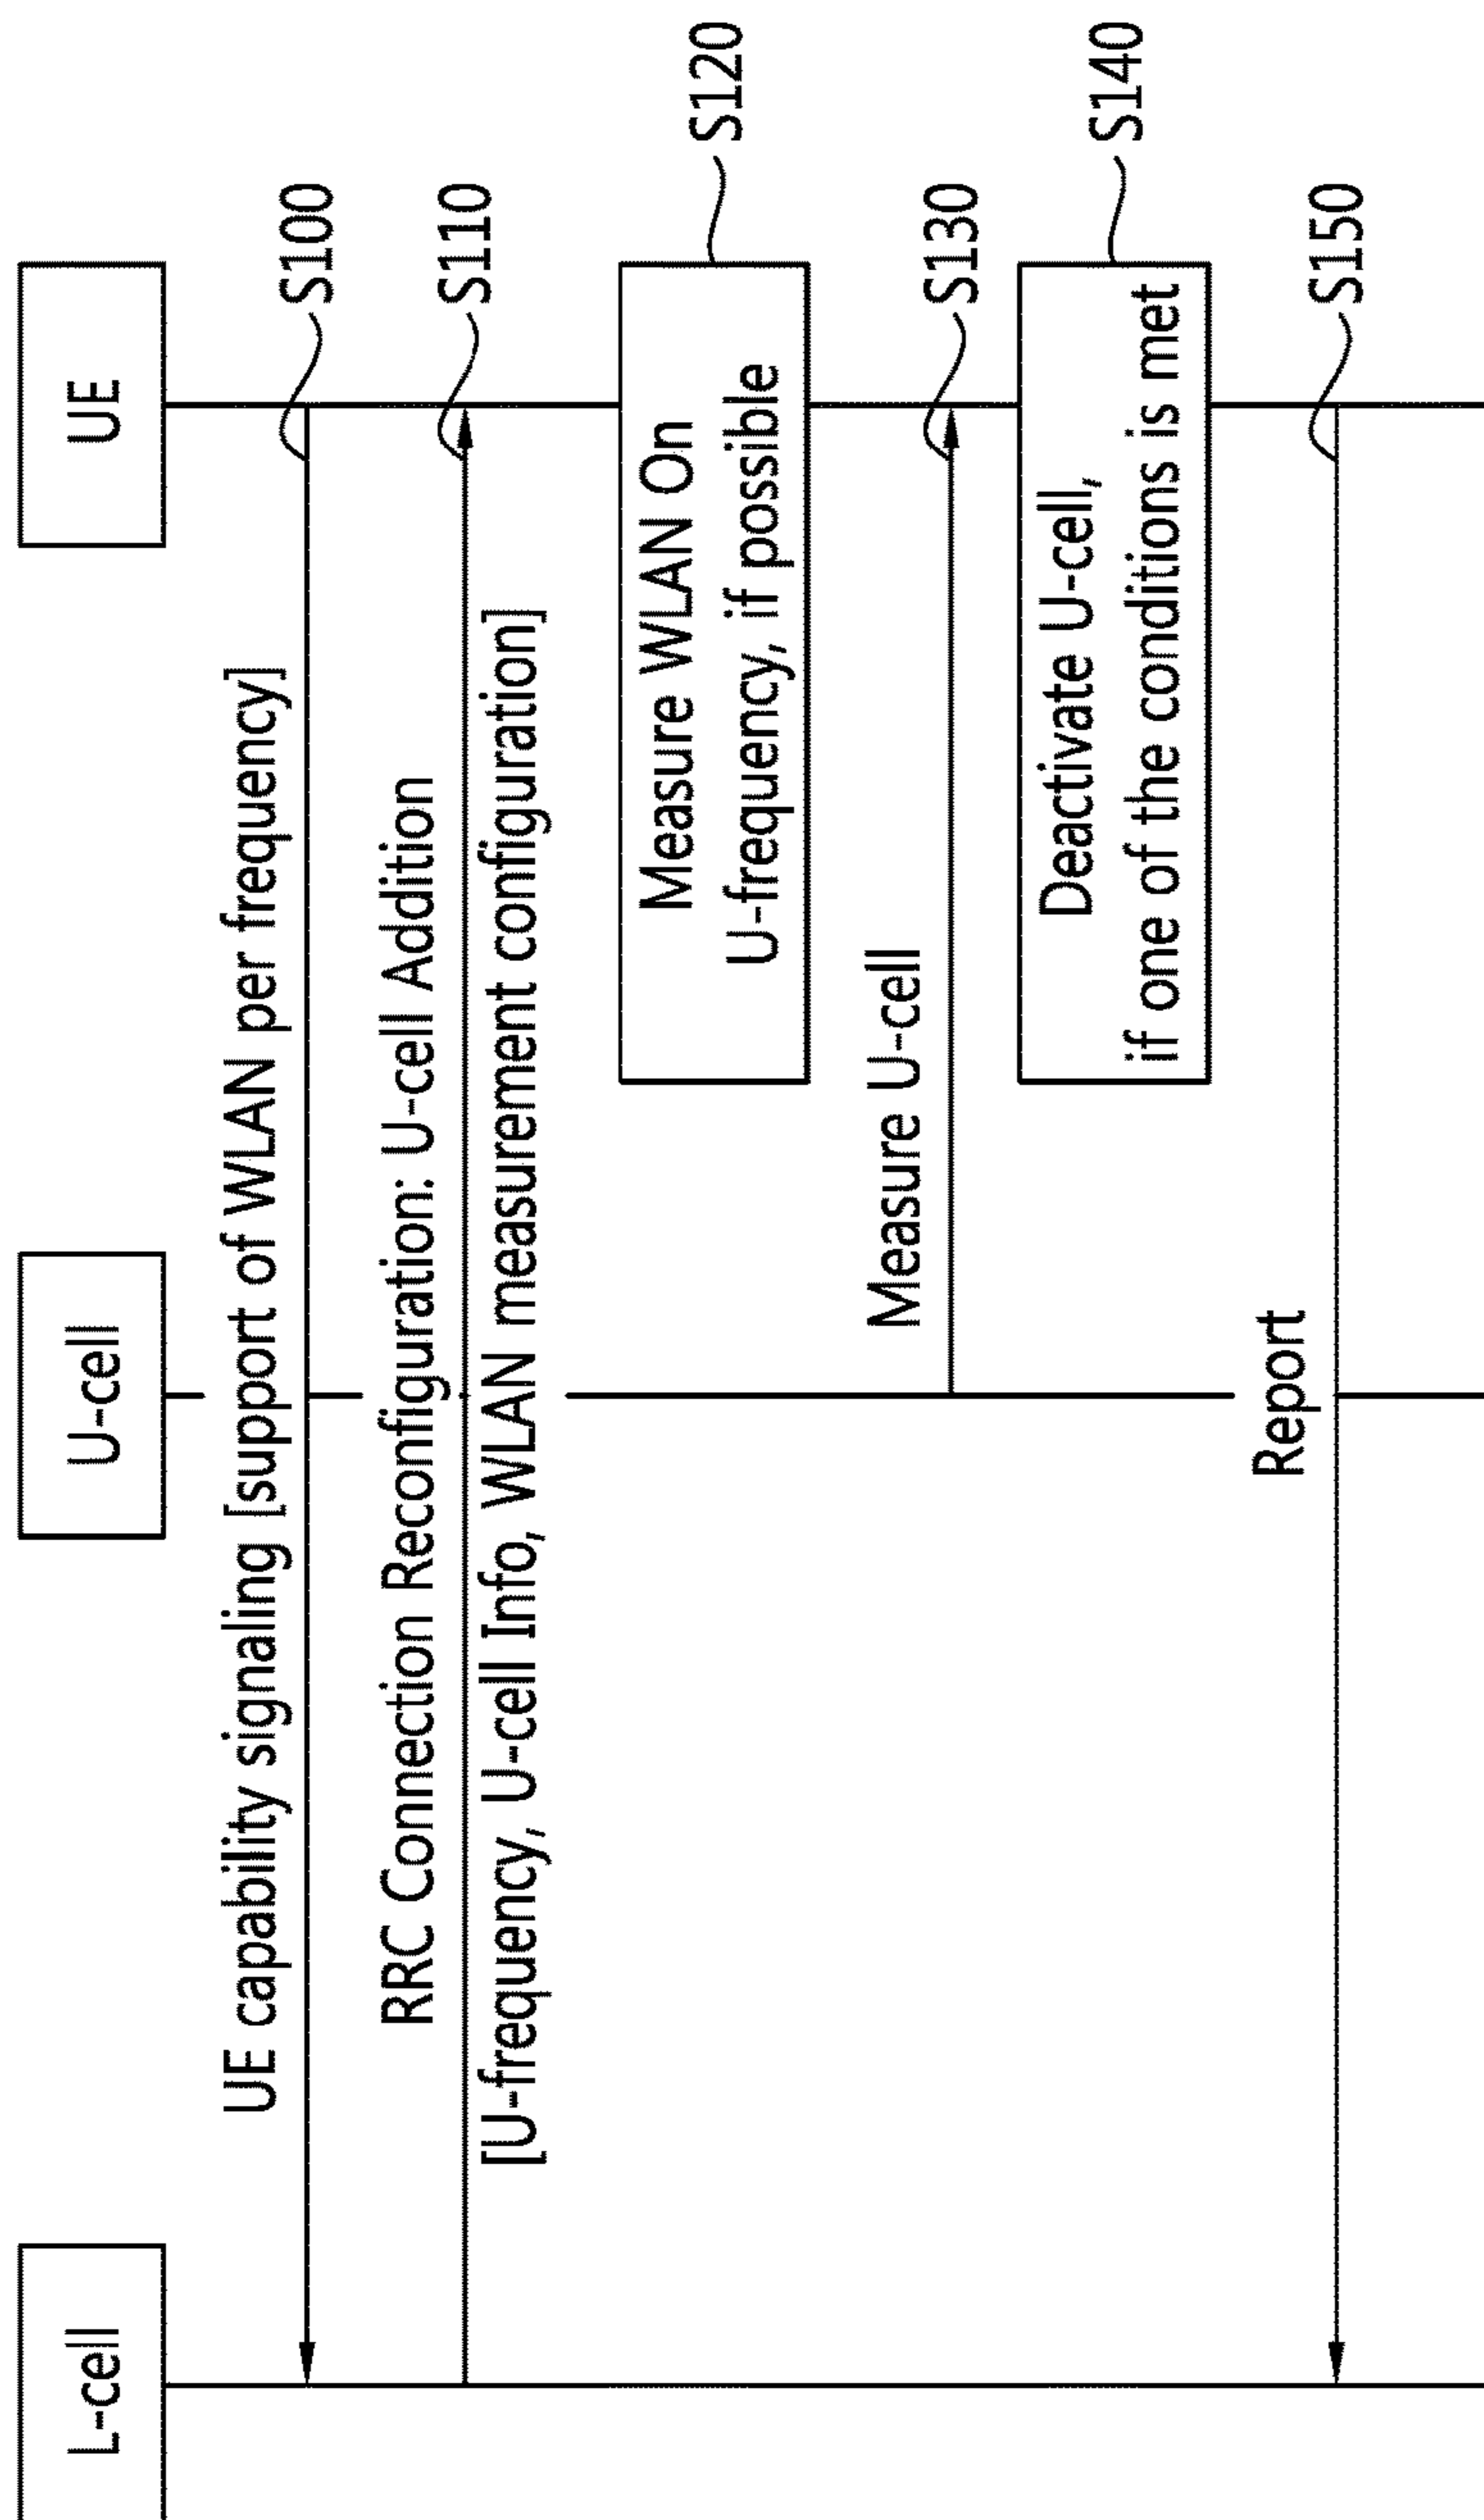 L-cell
U-cell
UE
UE capability signaling [support of WLAN per frequency]
S100
RRC Connection Reconfiguration: U-cell Addition
S110
[U-frequency, U-cell Info, WLAN measurement configuration]
Measure WLAN On
U-frequency, if possible
S120
Measure U-cell
S130
Deactivate U-cell,
if one of the conditions is met
S140
Report
S150